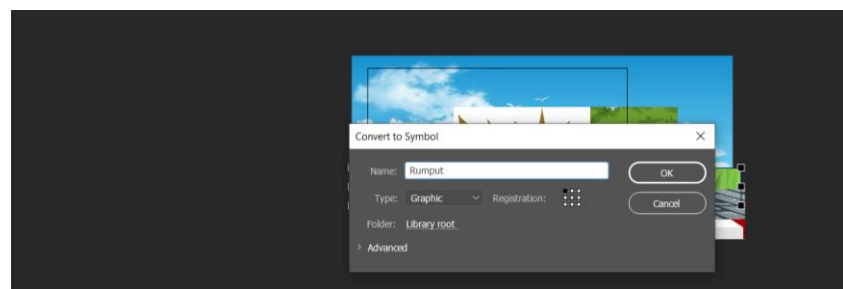 Convert to Symbol
Name: Rumput
OK
Type: Graphic Registration:
Cancel
Folder: Library root
Advanced